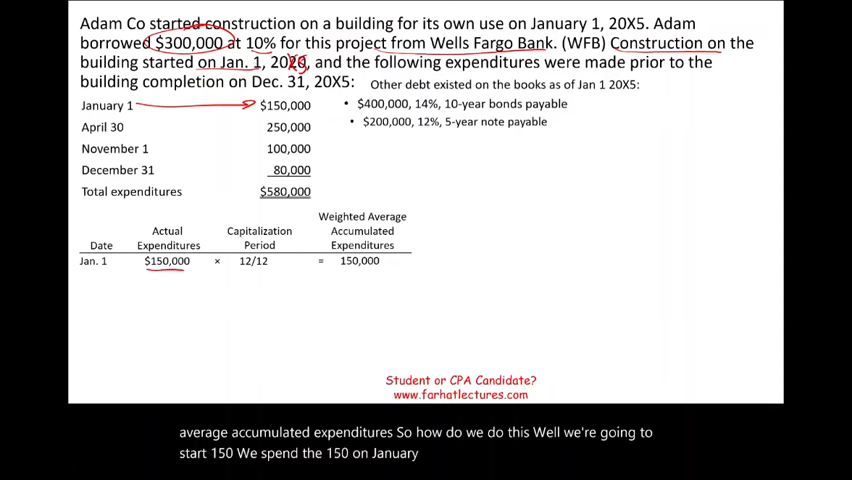 Adam Co started construction on a building for its own use on January 1, 20X5. Adam
borrowed $300,000 at 10% for this project from Wells Fargo Bank. (WFB) Construction on the
building started on Jan. 1, 20, and the following expenditures were made prior to the
building completion on Dec. 31, 20X5:
Other debt existed on the books as of Jan 1 20X5:
• $400,000, 14%, 10-year bonds payable
• $200,000, 12%, 5-year note payable
January 1 $150,000
April 30 250,000
November 1 100,000
December 31 80,000
Total expenditures $580,000
Weighted Average
Actual Capitalization Accumulated
Date Expenditures Period Expenditures
Jan. 1 $150,000 × 12/12 = 150,000
Student or CPA Candidate?
www.farhatlectures.com
average accumulated expenditures So how do we do this Well we're going to
start 150 We spend the 150 on January